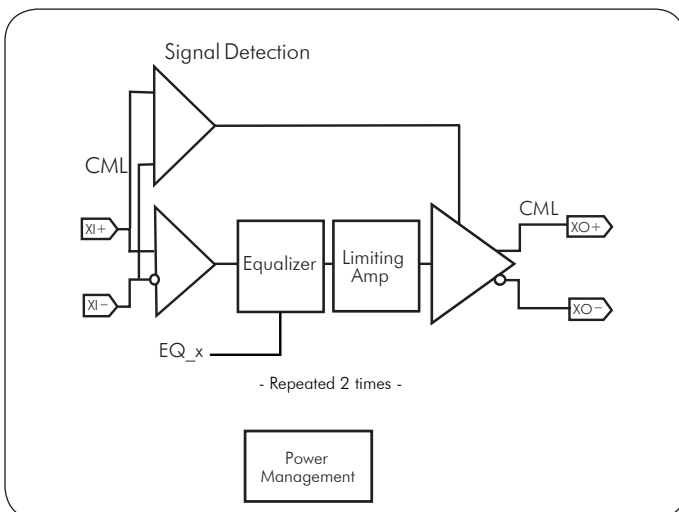 Signal Detection
CML
XI+
XI−
Equalizer
Limiting
Amp
CML
XO+
XO−
EQ_x
- Repeated 2 times -
Power
Management